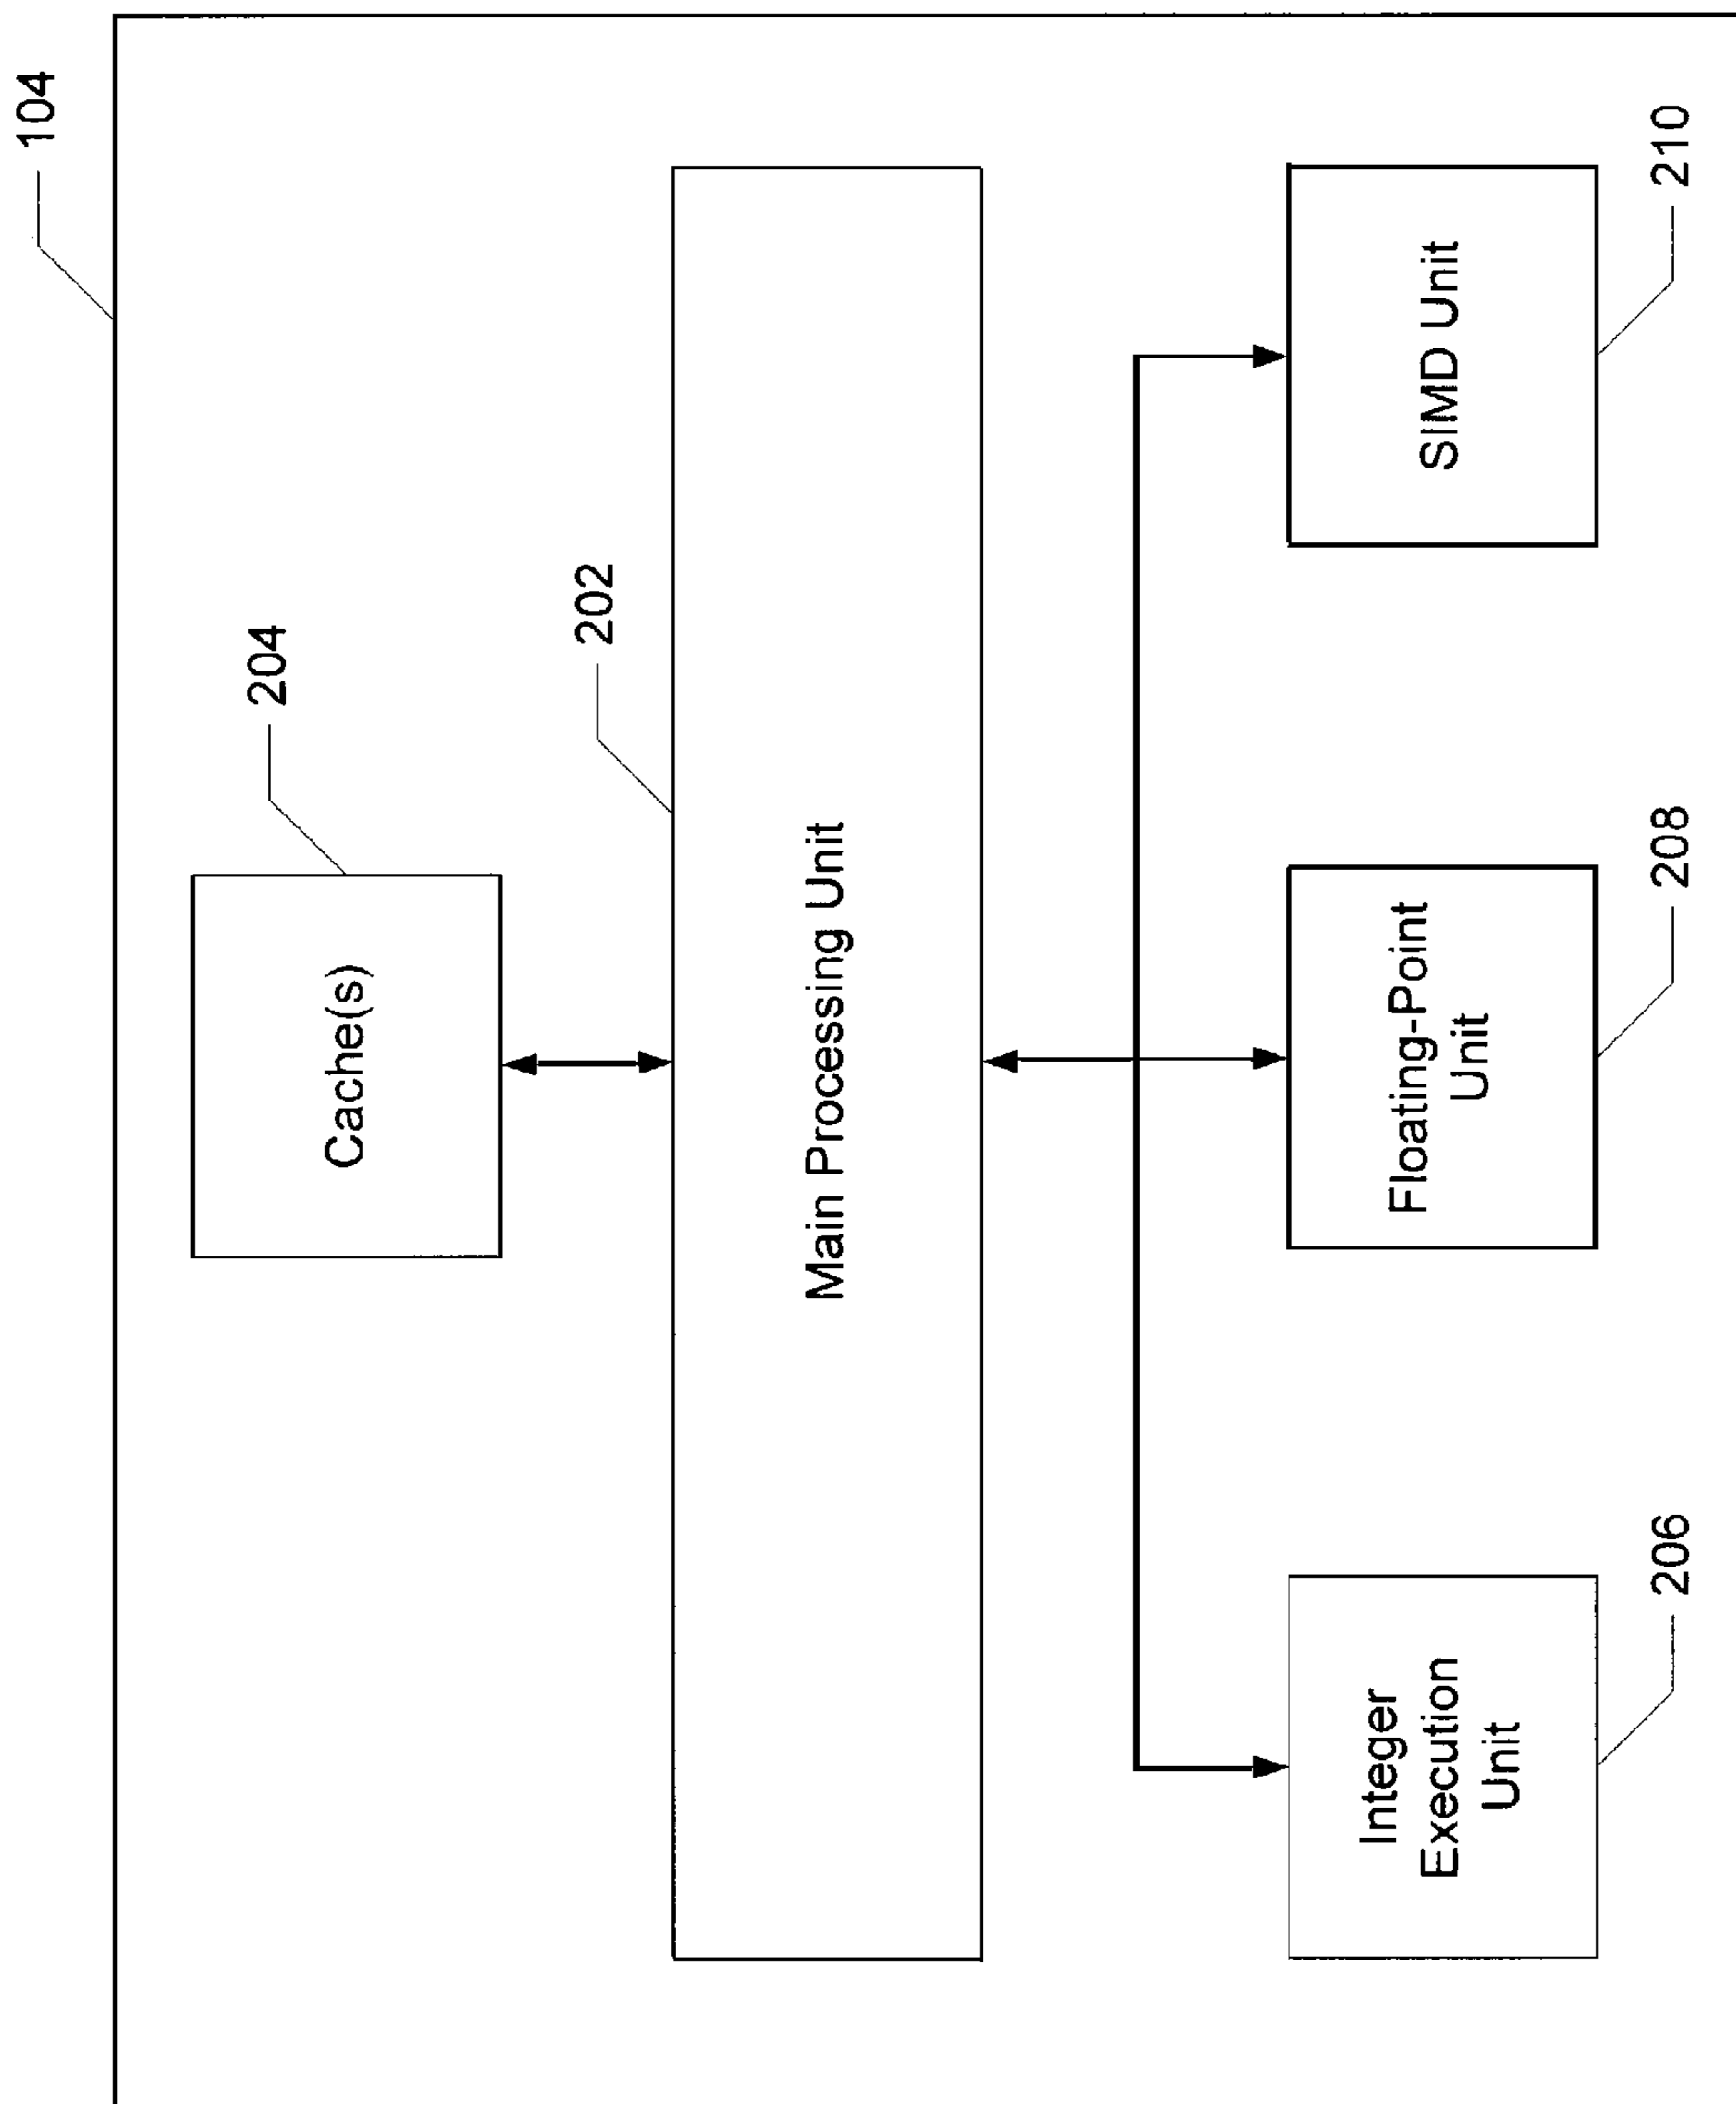 104
204
Cache(s)
202
Main Processing Unit
Integer
Execution
Unit
206
Floating-Point
Unit
208
SIMD Unit
210